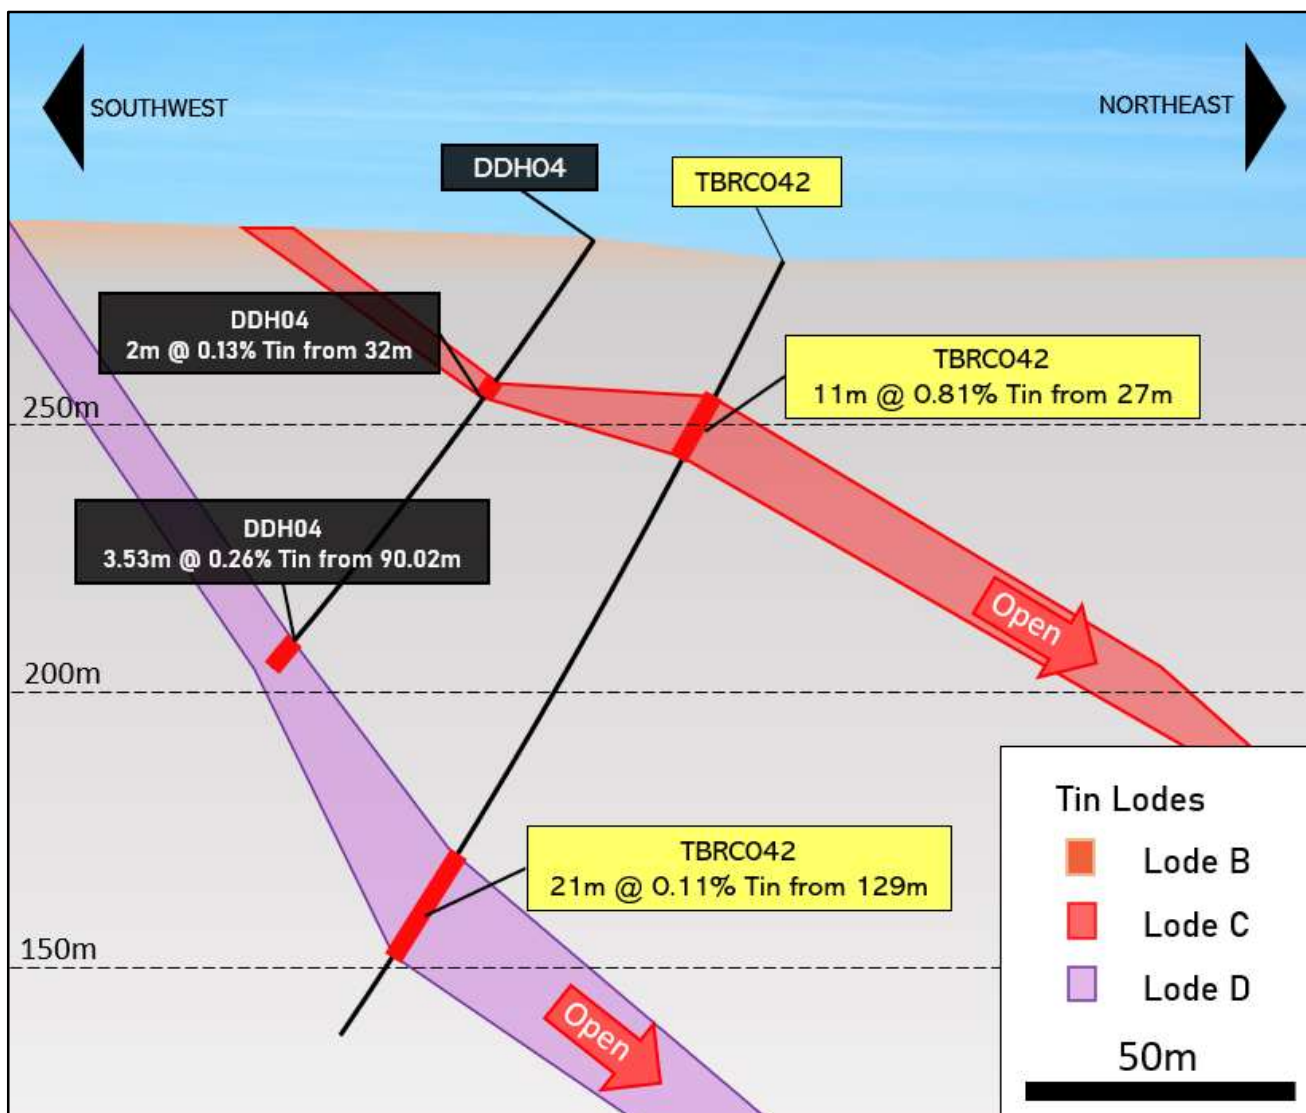 SOUTHWEST
NORTHEAST
DDH04
TBRC042
DDH04
2m @ 0.13% Tin from 32m
TBRC042
11m @ 0.81% Tin from 27m
250m
DDH04
3.53m @ 0.26% Tin from 90.02m
Open
200m
TBRC042
21m @ 0.11% Tin from 129m
150m
Open
Tin Lodes
Lode B
Lode C
Lode D
50m